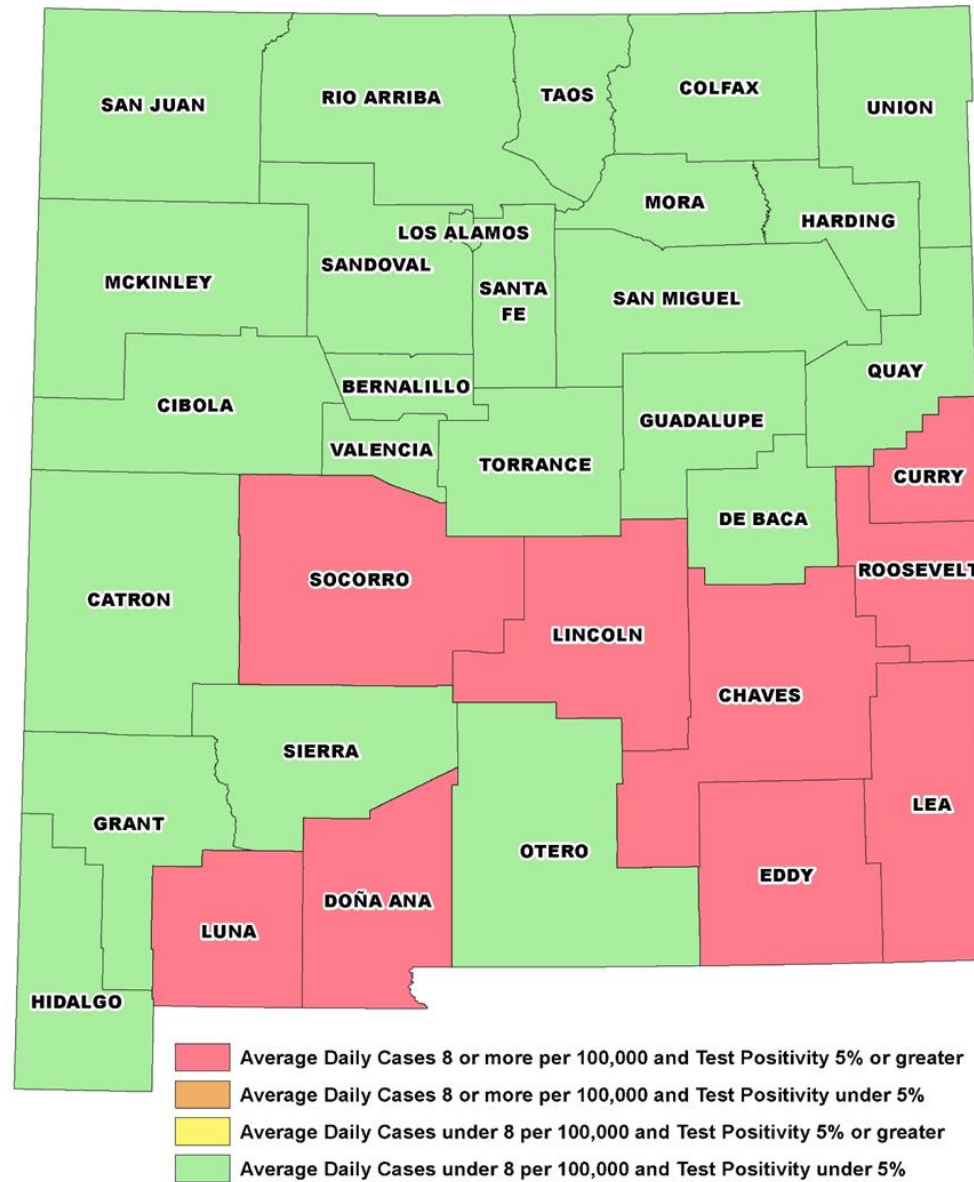 SAN JUAN
RIO ARRIBA
TAOS
COLFAX
UNION
MORA
HARDING
LOS ALAMOS
SANDOVAL
SANTA
FE
SAN MIGUEL
MCKINLEY
QUAY
BERNALILLO
CIBOLA
GUADALUPE
VALENCIA
TORRANCE
CURRY
DE BACA
ROOSEVELT
SOCORRO
CATRON
LINCOLN
CHAVES
SIERRA
LEA
GRANT
OTERO
EDDY
DOÑA ANA
LUNA
HIDALGO
Average Daily Cases 8 or more per 100,000 and Test Positivity 5% or greater
Average Daily Cases 8 or more per 100,000 and Test Positivity under 5%
Average Daily Cases under 8 per 100,000 and Test Positivity 5% or greater
Average Daily Cases under 8 per 100,000 and Test Positivity under 5%